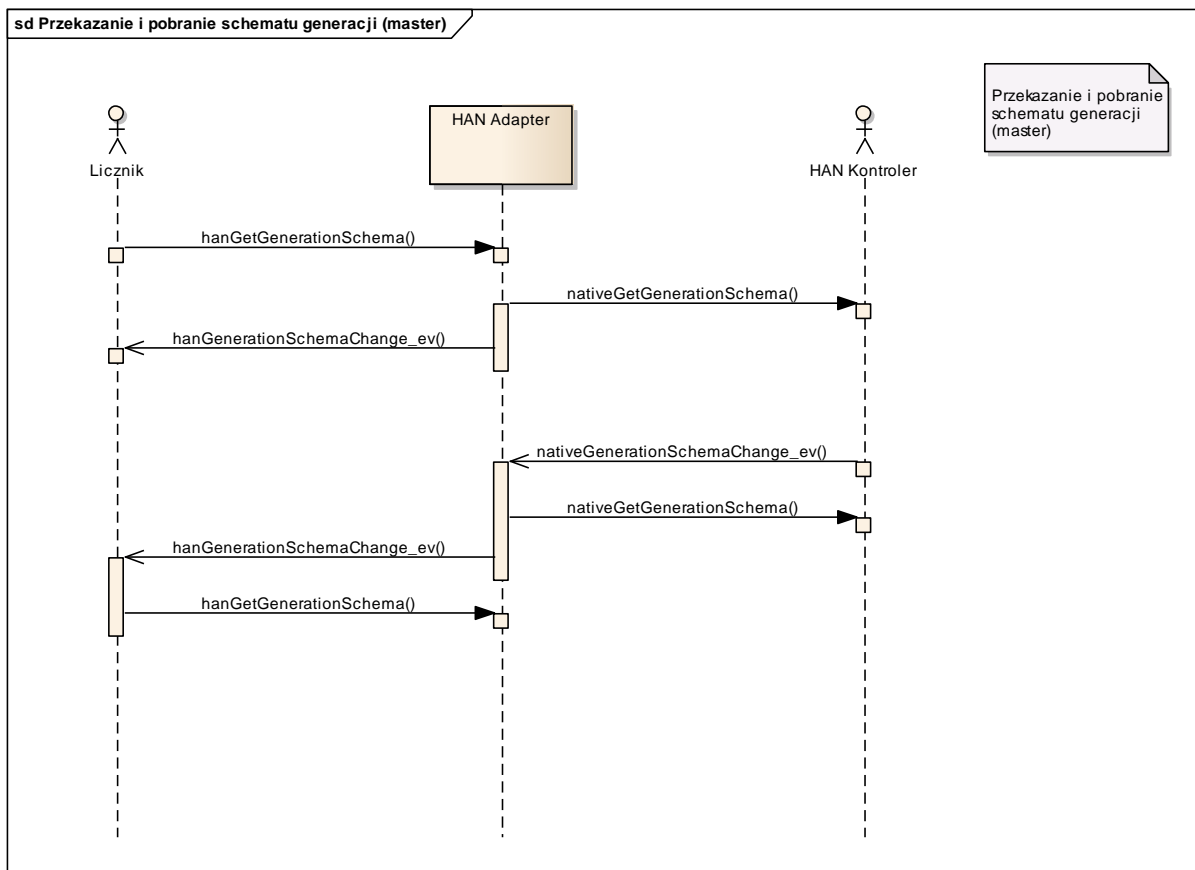 sd Przekazanie i pobranie schematu generacji (master)
Przekazanie i pobranie
schematu generacji
(master)
Licznik
HAN Adapter
HAN Kontroler
hanGetGenerationSchema()
nativeGetGenerationSchema()
hanGenerationSchemaChange_ev()
nativeGenerationSchemaChange_ev()
nativeGetGenerationSchema()
hanGenerationSchemaChange_ev()
hanGetGenerationSchema()